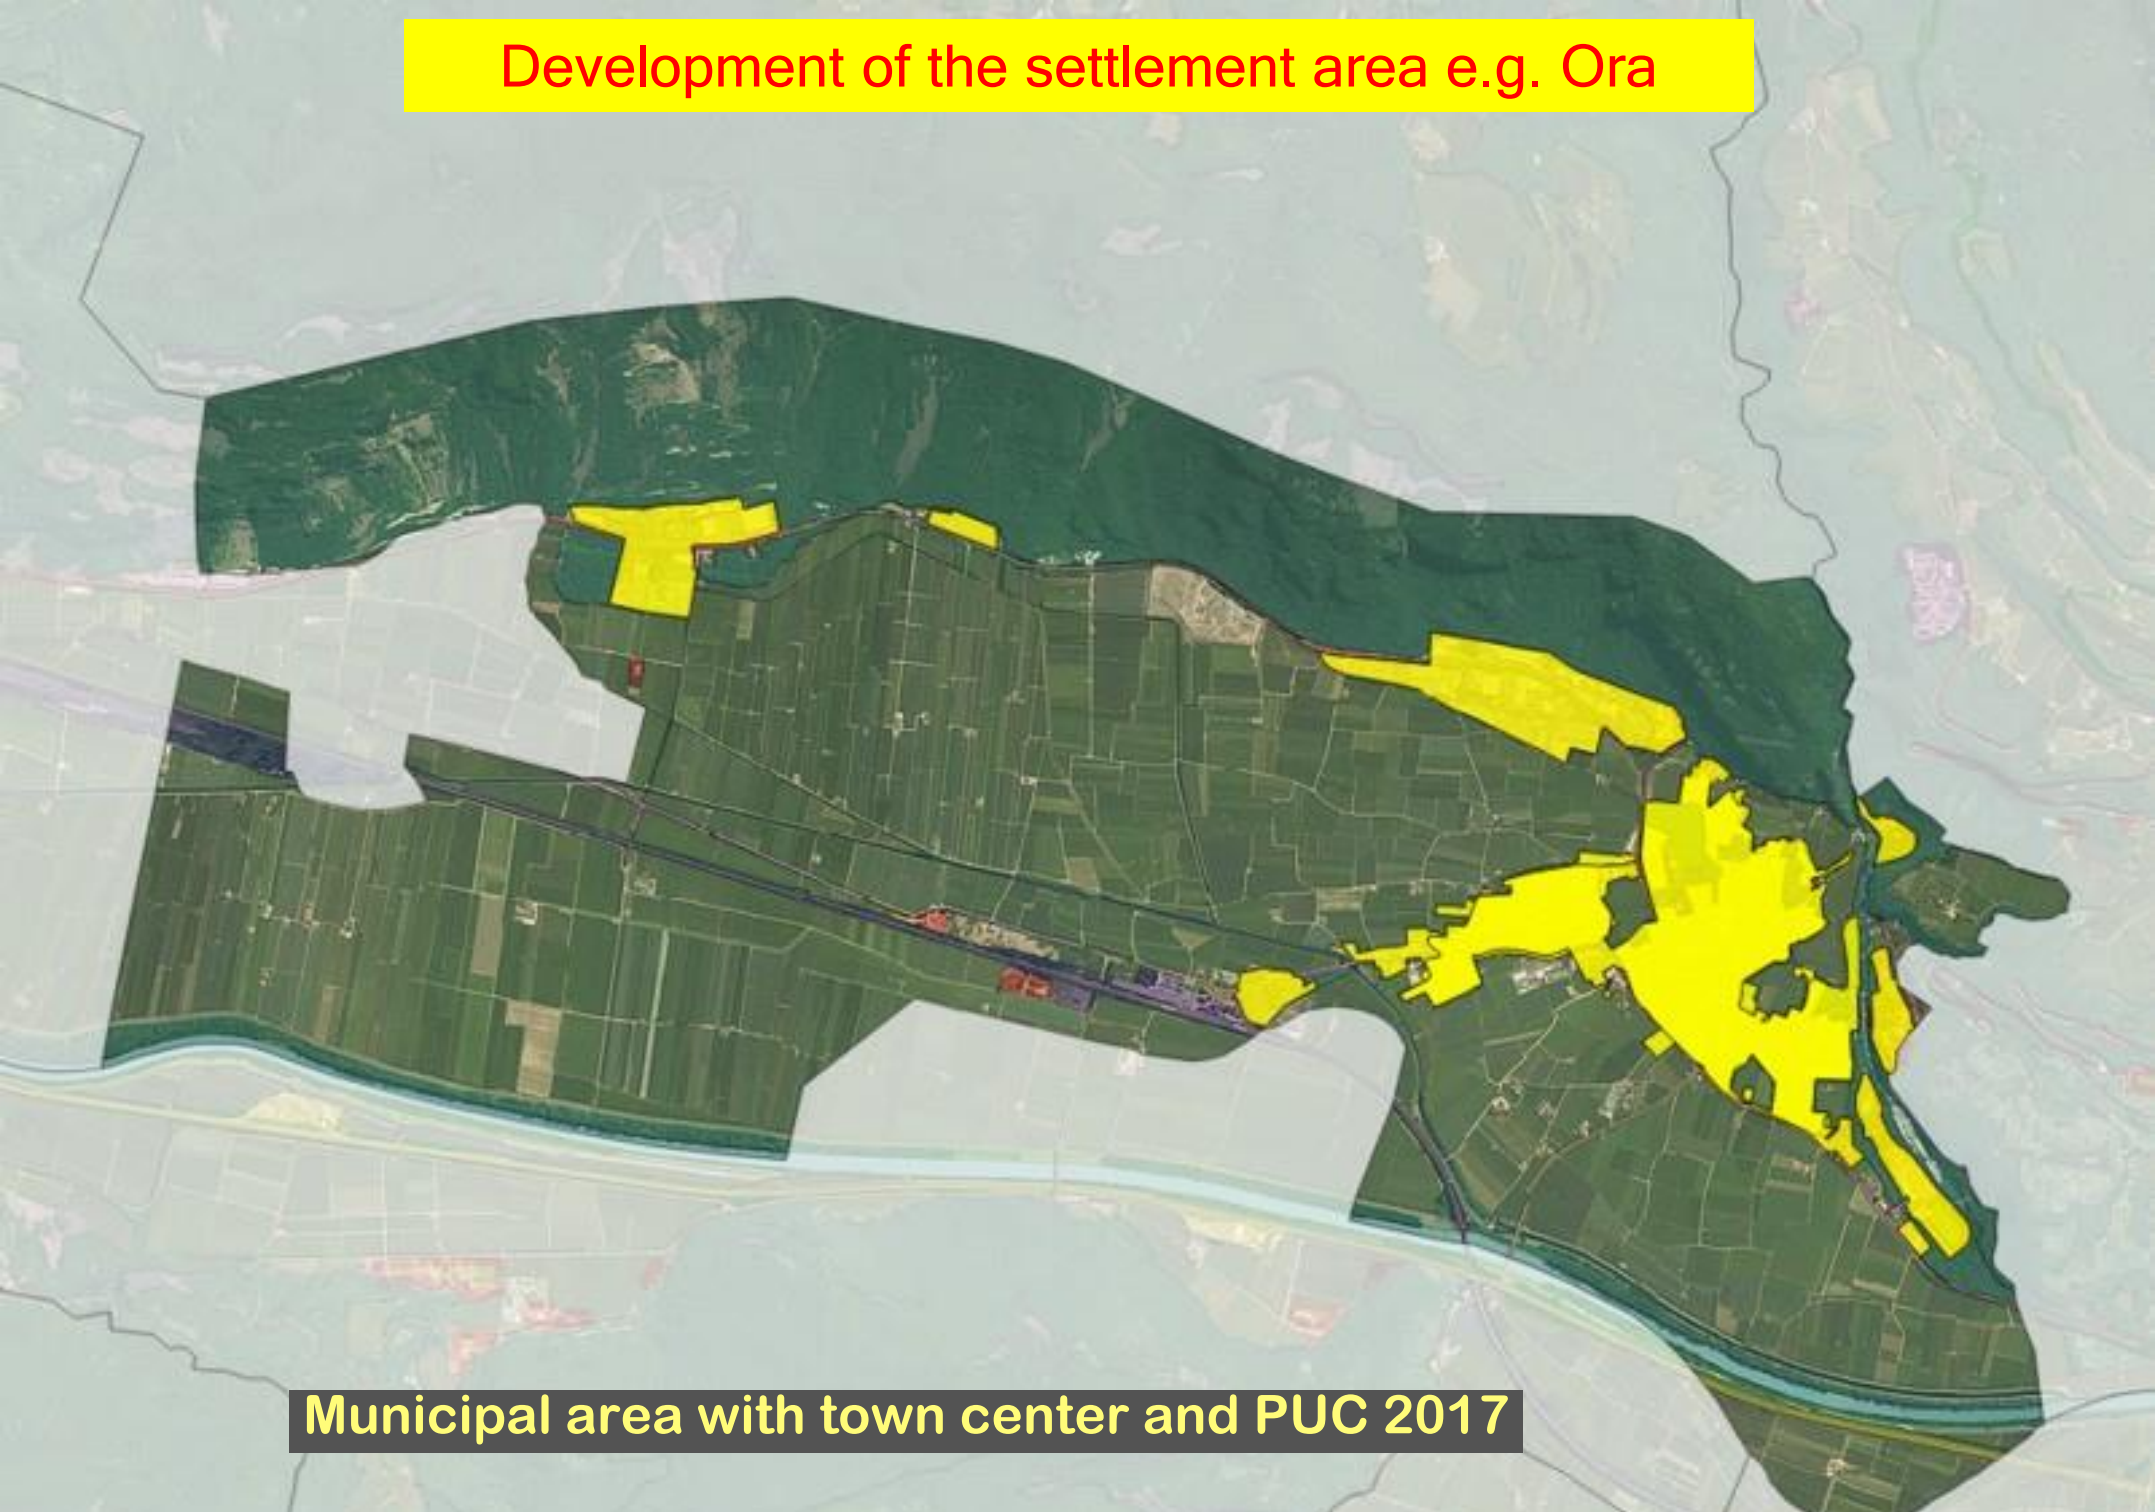 Development of the settlement area e.g. Ora
Municipal area with town center and PUC 2017